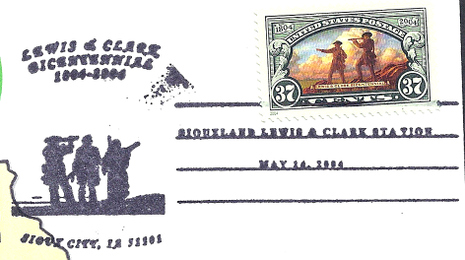 LEWIS & CLARK
BICENTENNIAL
1804-2004
1804 UNITED STATES POSTAGE 2004
37 CENTS 37
SIOUXLAND LEWIS & CLARK STATION
MAY 14, 2004
SIOUX CITY, IA 51101